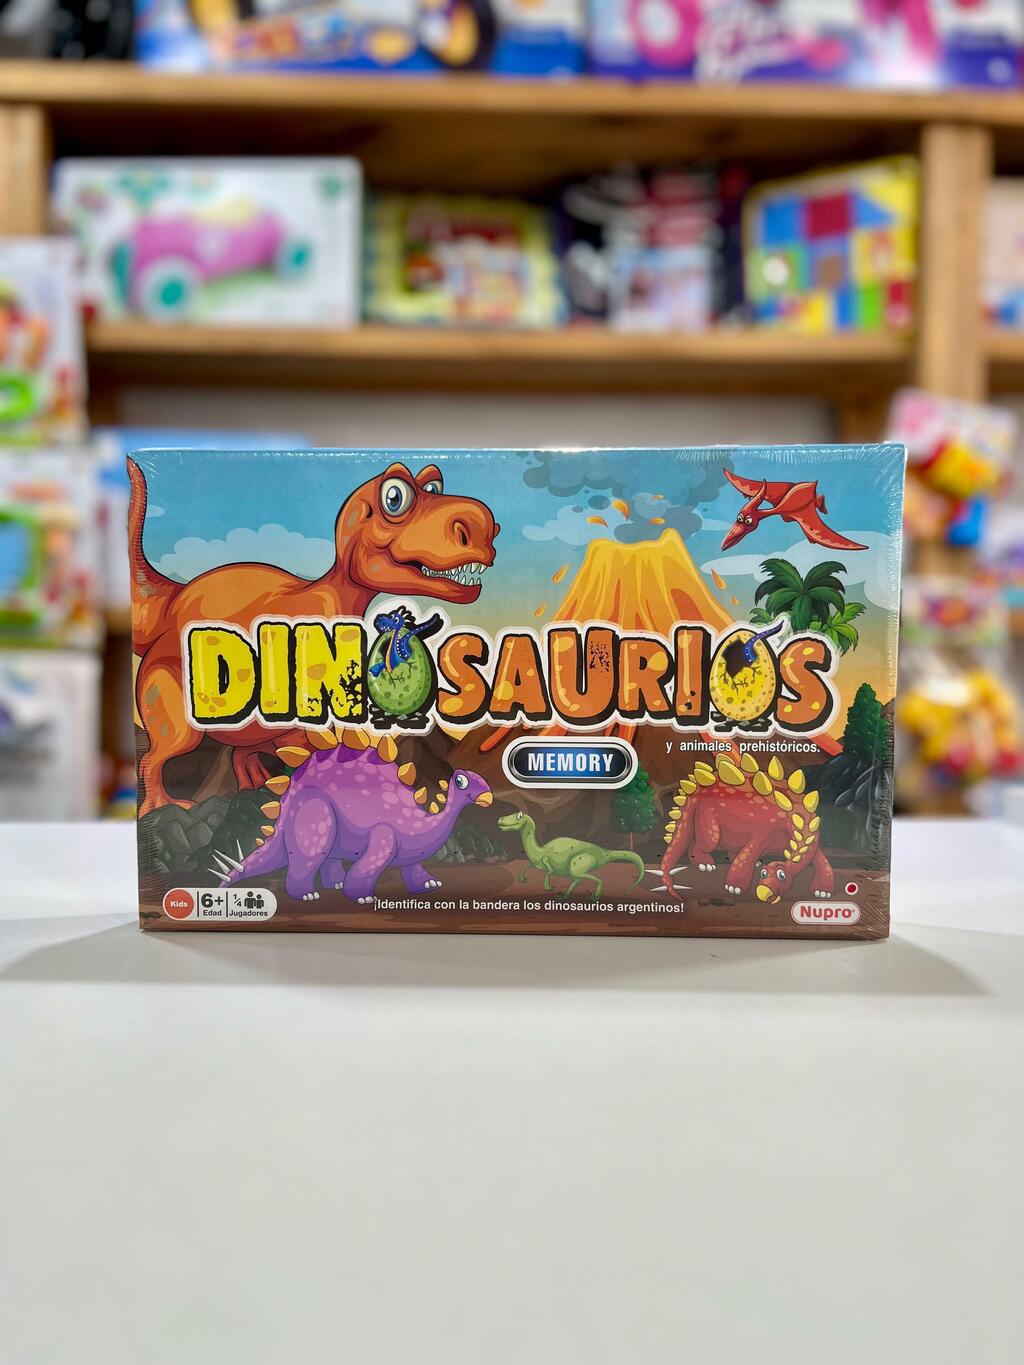 DINOSAURIOS
y animales prehistóricos.
MEMORY
Kids
6+
Edad
1/4
Jugadores
¡Identifica con la bandera los dinosaurios argentinos!
Nupro